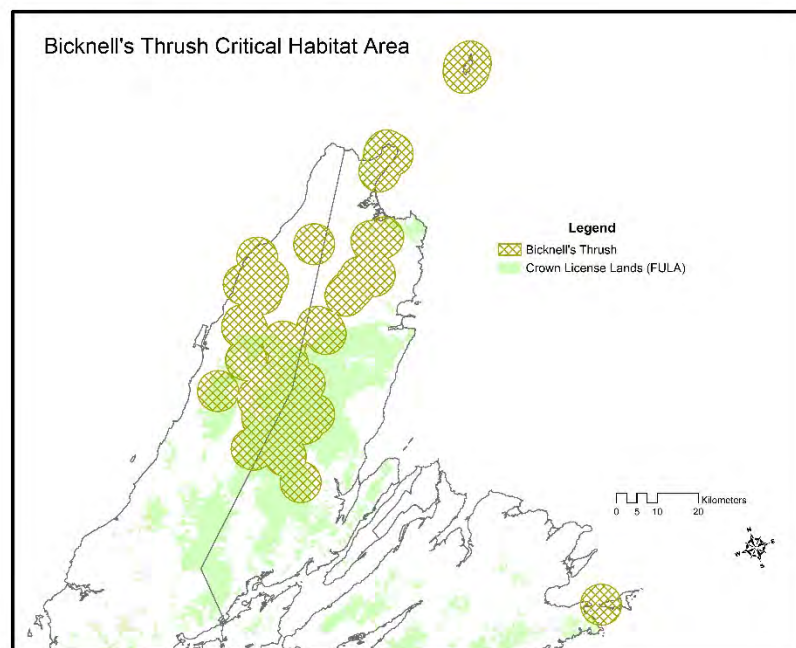 Bicknell's Thrush Critical Habitat Area
Legend
Bicknell's Thrush
Crown License Lands (FULA)
Kilometers
0 5 10 20
N
W E
S